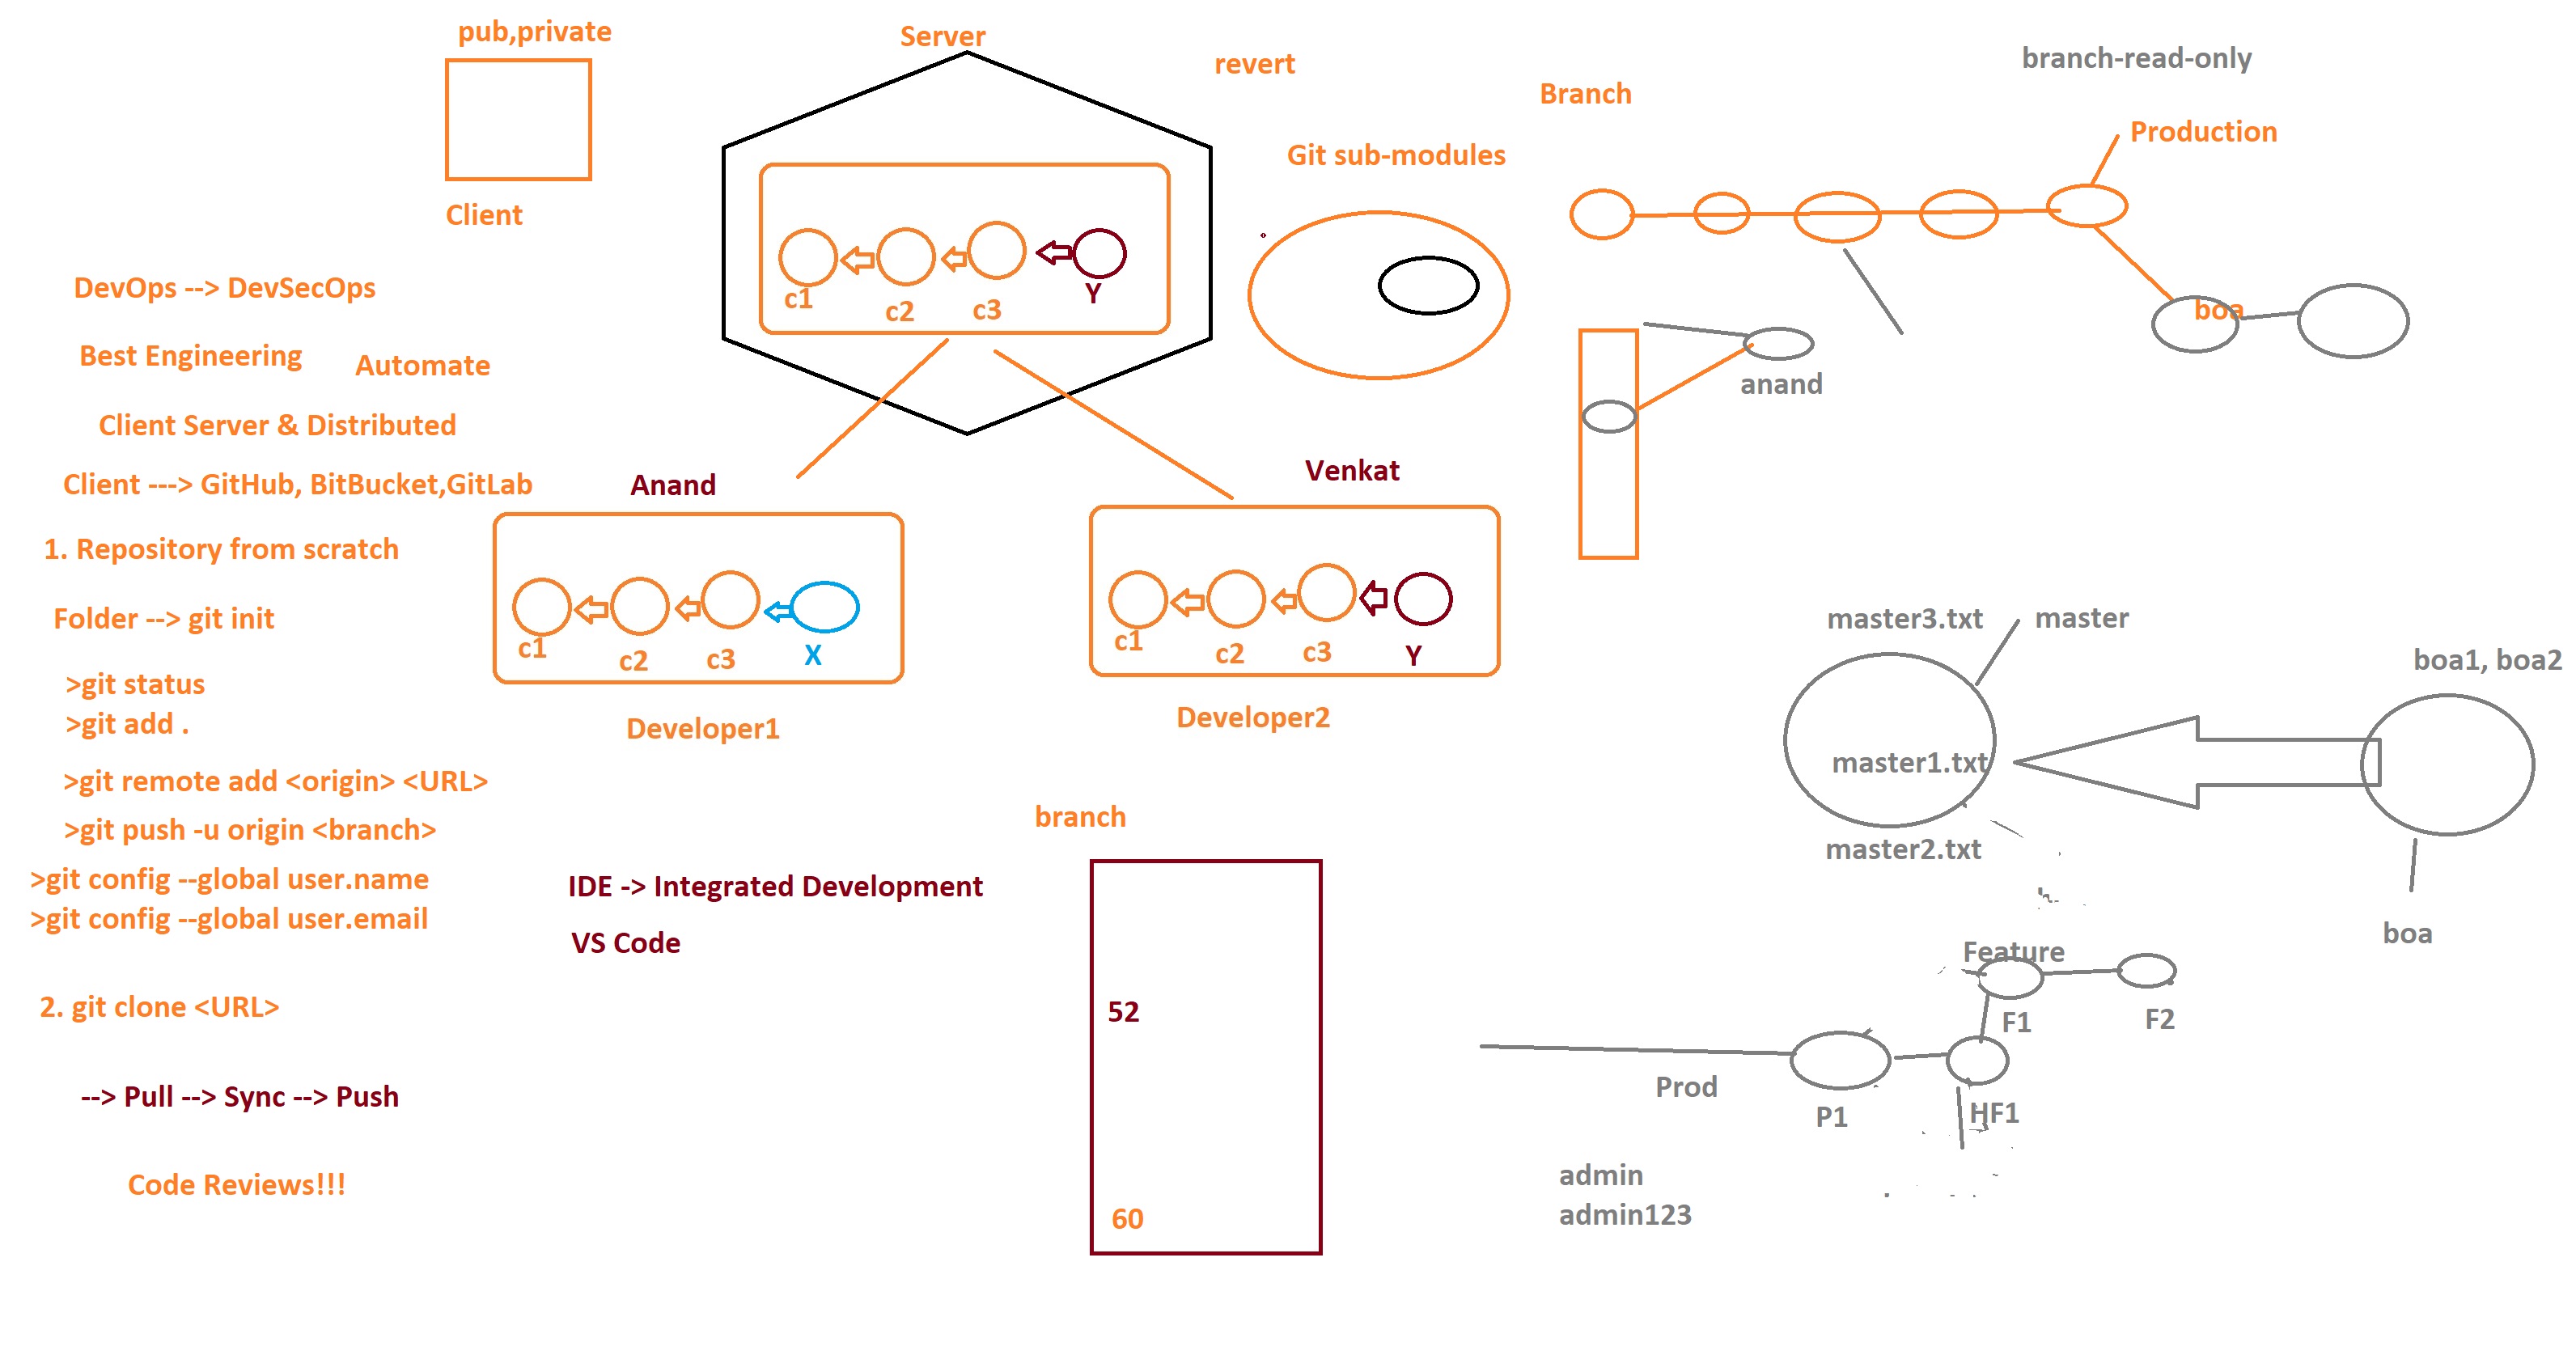 pub,private
Client
DevOps --> DevSecOps
Best Engineering
Automate
Client Server & Distributed
Client ---> GitHub, BitBucket,GitLab
1. Repository from scratch
Folder --> git init
>git status
>git add .
>git remote add <origin> <URL>
>git push -u origin <branch>
>git config --global user.name
>git config --global user.email
2. git clone <URL>
--> Pull --> Sync --> Push
Code Reviews!!!
Server
c1
c2
c3
Y
revert
Git sub-modules
Anand
c1
c2
c3
X
Developer1
Venkat
c1
c2
c3
Y
Developer2
IDE -> Integrated Development
VS Code
branch
52
60
Branch
branch-read-only
Production
boa
anand
master3.txt
master
master1.txt
master2.txt
boa1, boa2
boa
Feature
F1
F2
Prod
P1
HF1
admin
admin123